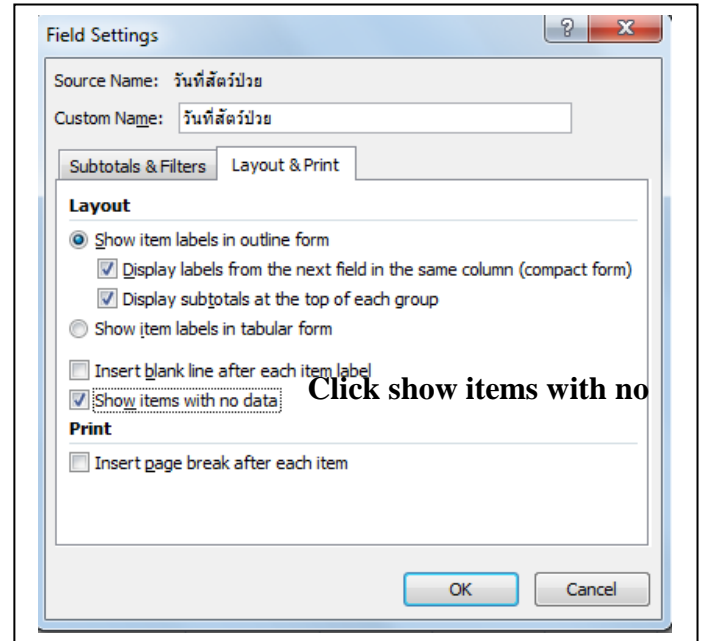 Field Settings
Source Name: วันที่สัตว์ป่วย
Custom Name: วันที่สัตว์ป่วย
Subtotals & Filters Layout & Print
Layout
Show item labels in outline form
Display labels from the next field in the same column (compact form)
Display subtotals at the top of each group
Show item labels in tabular form
Insert blank line after each item label
Show items with no data
Click show items with no
Print
Insert page break after each item
OK Cancel